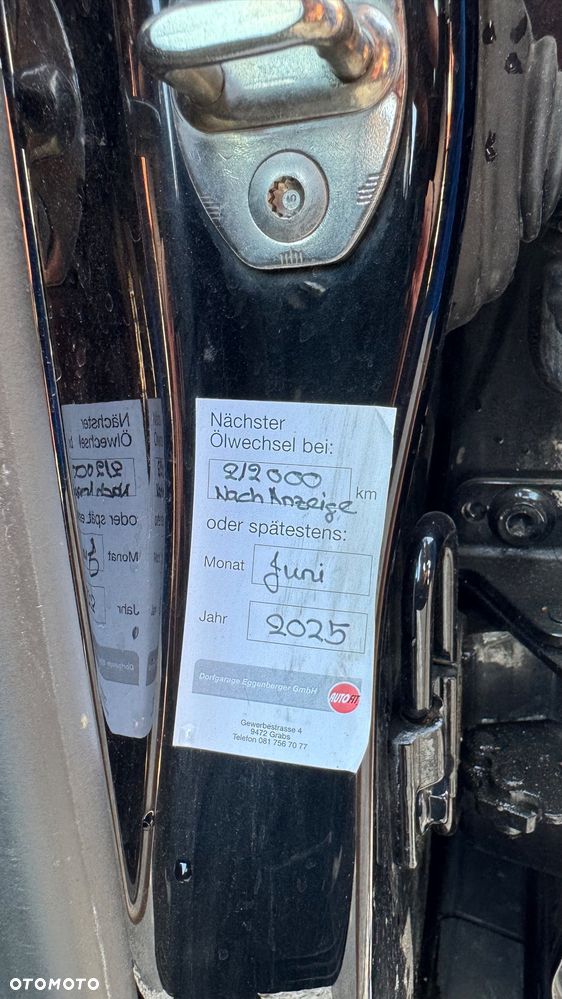 Nächster
Ölwechsel bei:
212000 km
Nach Anzeige
oder spätestens:
Monat Juni
Jahr 2025
Dorfgarage Eggenberger GmbH
AUTOFIT
Gewerbestrasse 4
9472 Grabs
Telefon 081 756 70 77
OTOMOTO